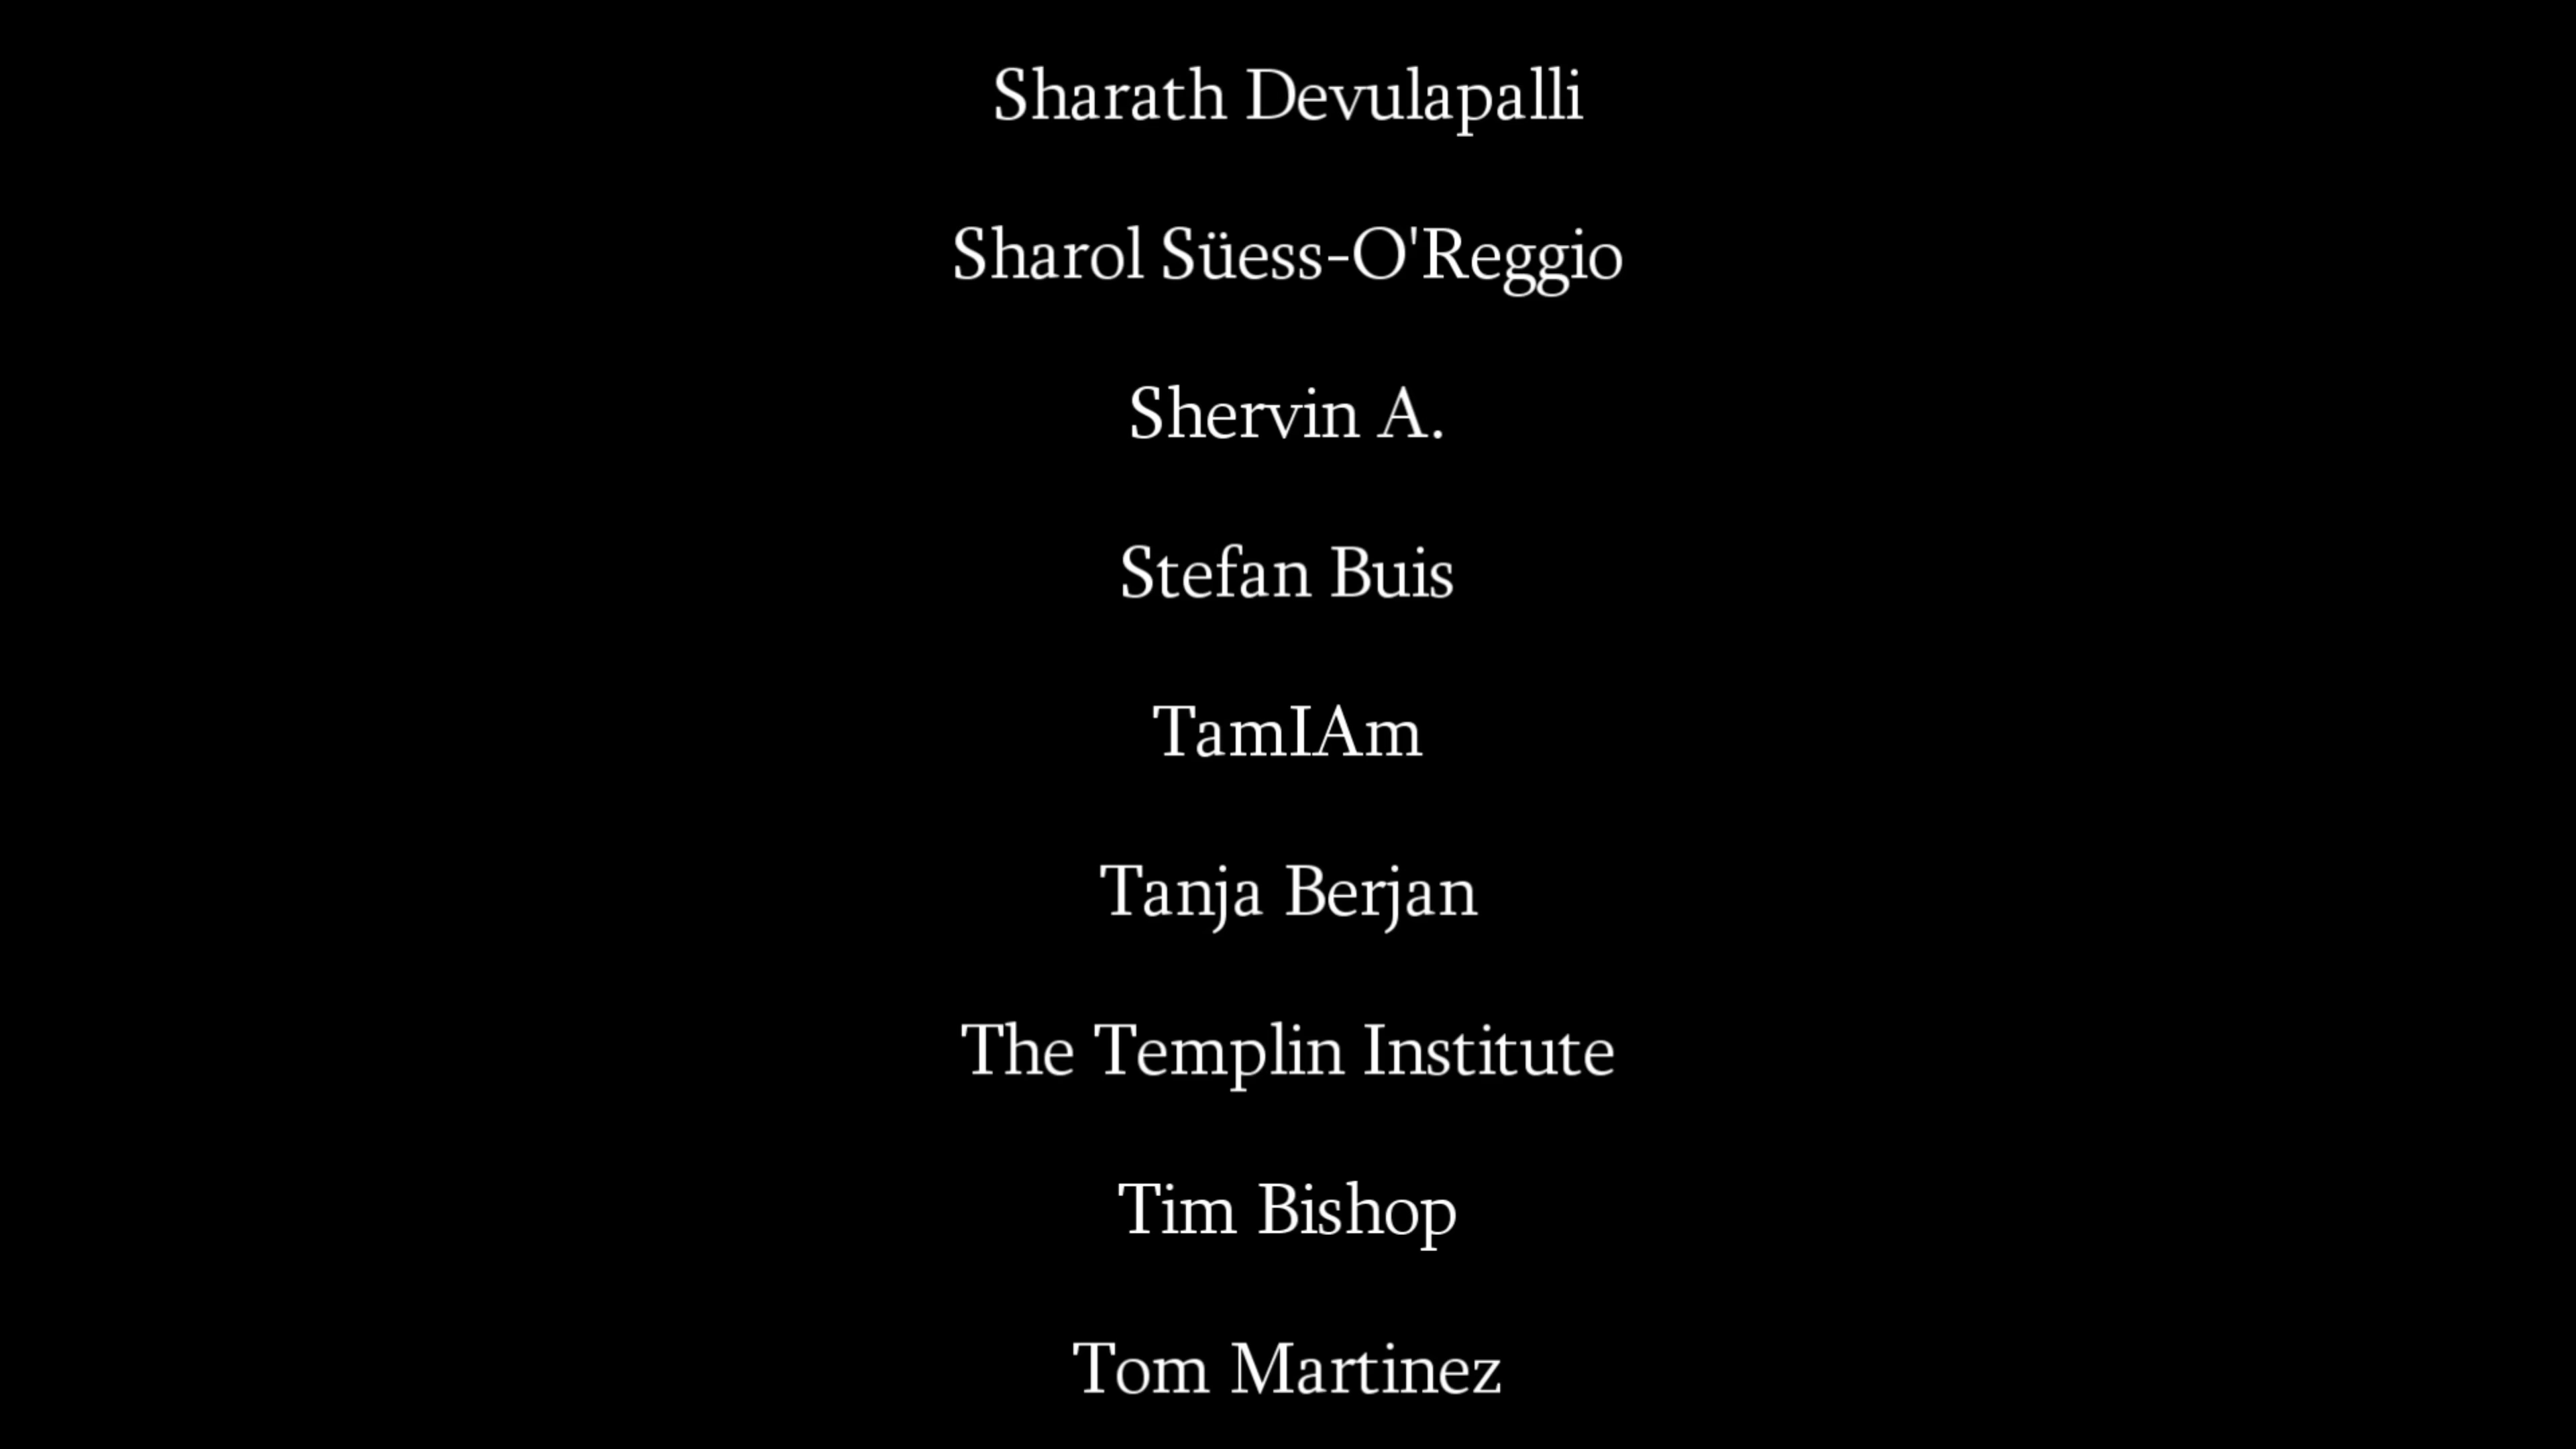 Sharath Devulapalli
Sharol Süess-O'Reggio
Shervin A.
Stefan Buis
TamIAm
Tanja Berjan
The Templin Institute
Tim Bishop
Tom Martinez